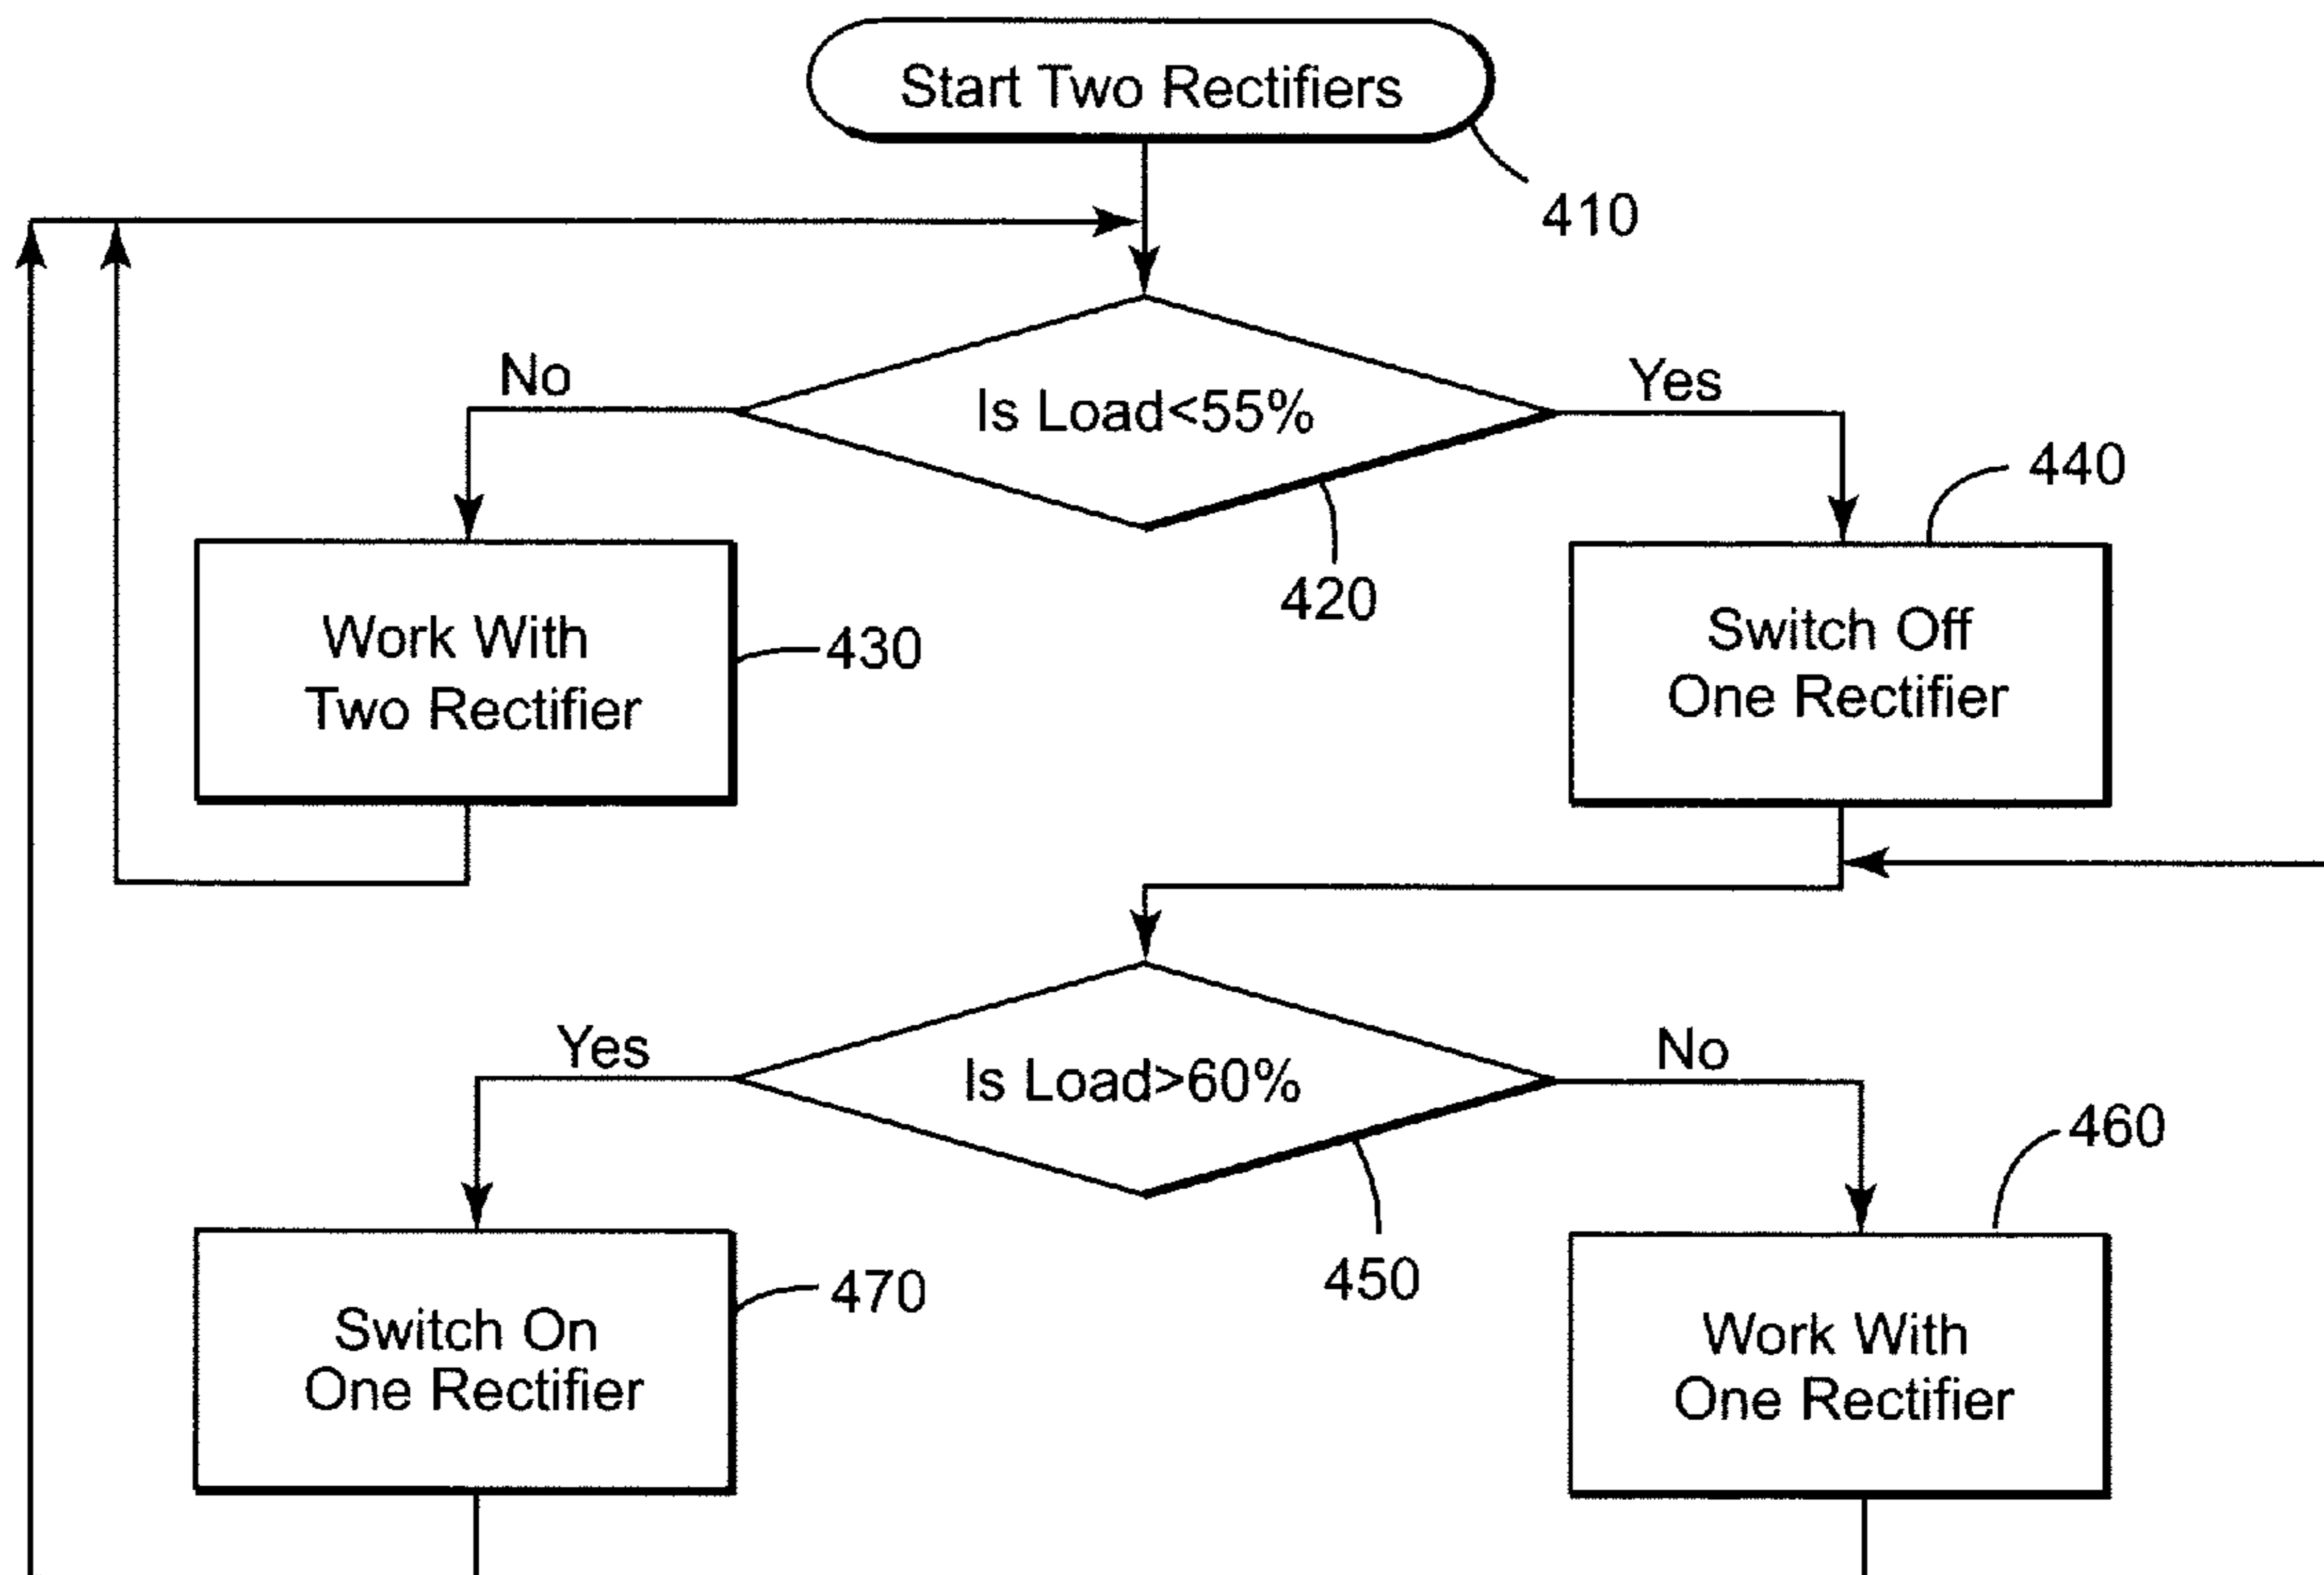 Start Two Rectifiers
410
No
Is Load<55%
Yes
440
420
Work With
Two Rectifier
430
Switch Off
One Rectifier
Yes
Is Load>60%
No
460
450
470
Switch On
One Rectifier
Work With
One Rectifier